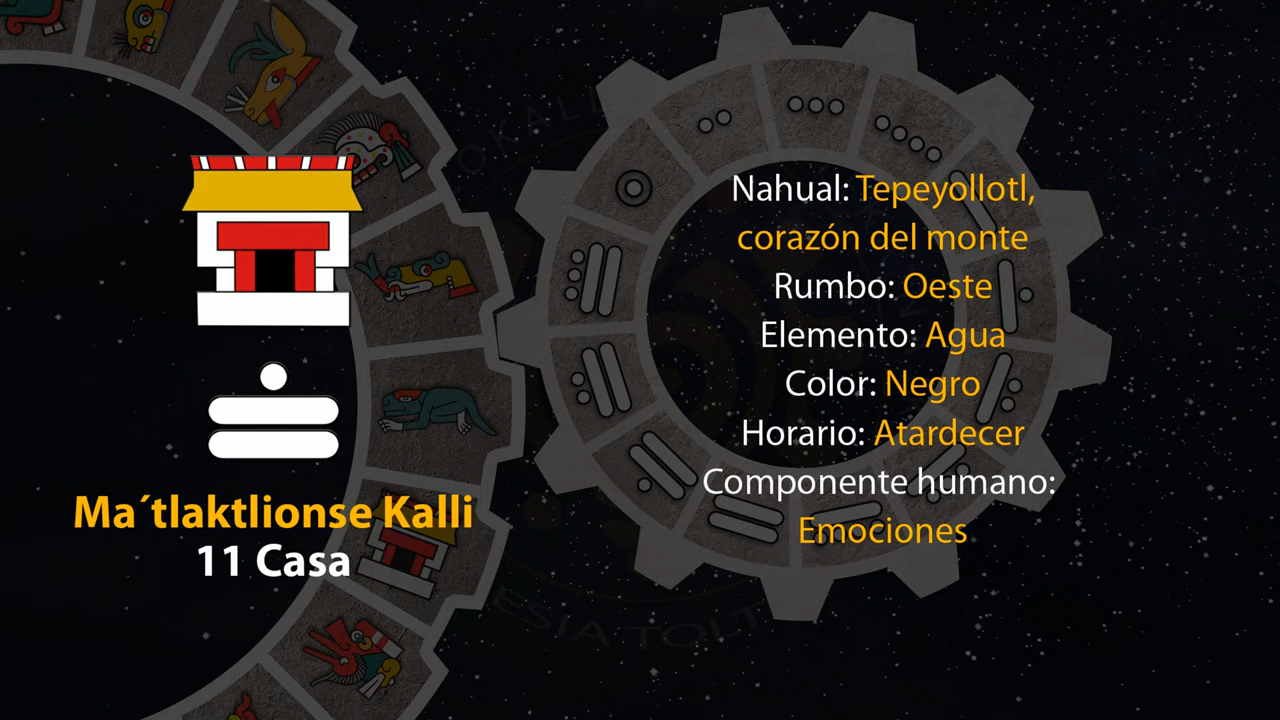 Ma´tlaktlionse Kalli
11 Casa
Nahual: Tepeyollotl,
corazón del monte
Rumbo: Oeste
Elemento: Agua
Color: Negro
Horario: Atardecer
Componente humano:
Emociones